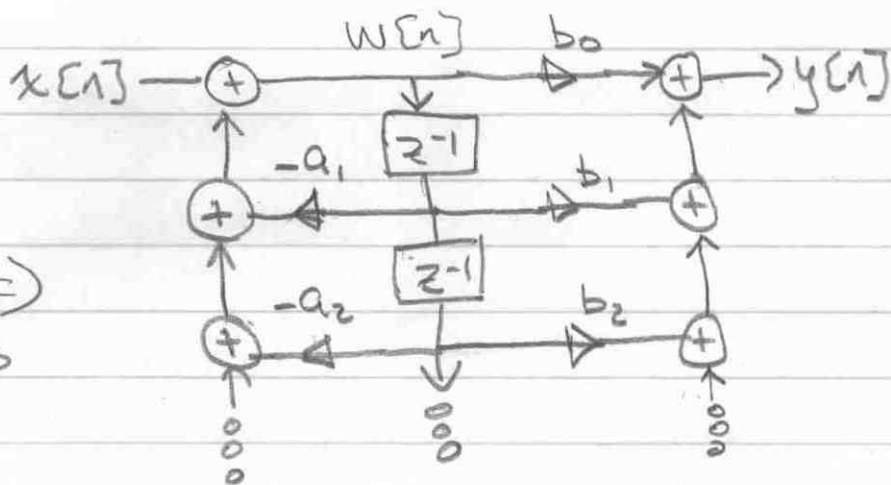 w[n] b₀
x[n] + + y[n]
z⁻¹
-a₁ b₁
+ +
z⁻¹
-a₂ b₂
+ +